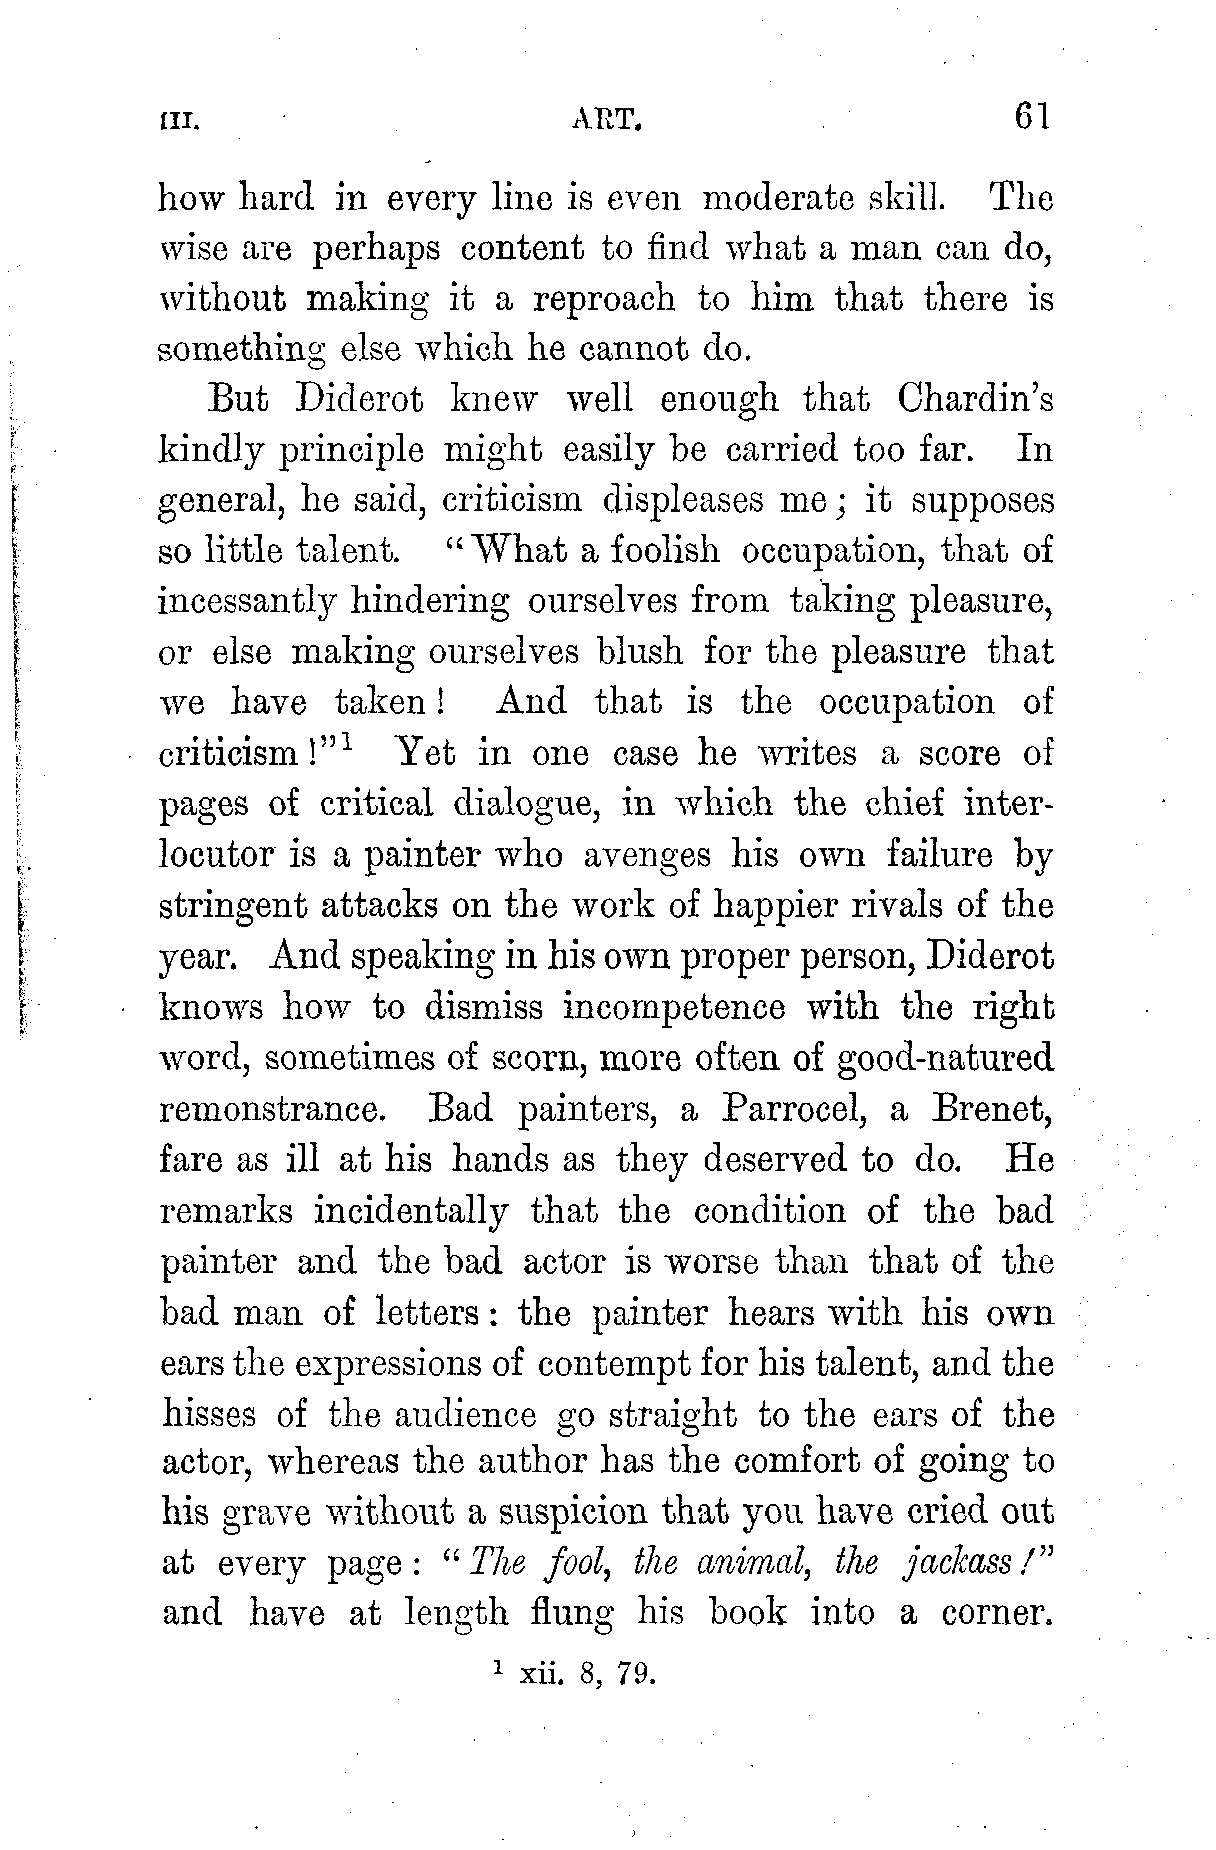 III. ART. 61
how hard in every line is even moderate skill. The
wise are perhaps content to find what a man can do,
without making it a reproach to him that there is
something else which he cannot do.
But Diderot knew well enough that Chardin's
kindly principle might easily be carried too far. In
general, he said, criticism displeases me; it supposes
so little talent. "What a foolish occupation, that of
incessantly hindering ourselves from taking pleasure,
or else making ourselves blush for the pleasure that
we have taken! And that is the occupation of
criticism!"¹ Yet in one case he writes a score of
pages of critical dialogue, in which the chief inter-
locutor is a painter who avenges his own failure by
stringent attacks on the work of happier rivals of the
year. And speaking in his own proper person, Diderot
knows how to dismiss incompetence with the right
word, sometimes of scorn, more often of good-natured
remonstrance. Bad painters, a Parrocel, a Brenet,
fare as ill at his hands as they deserved to do. He
remarks incidentally that the condition of the bad
painter and the bad actor is worse than that of the
bad man of letters: the painter hears with his own
ears the expressions of contempt for his talent, and the
hisses of the audience go straight to the ears of the
actor, whereas the author has the comfort of going to
his grave without a suspicion that you have cried out
at every page: "The fool, the animal, the jackass!"
and have at length flung his book into a corner.
¹ xii. 8, 79.